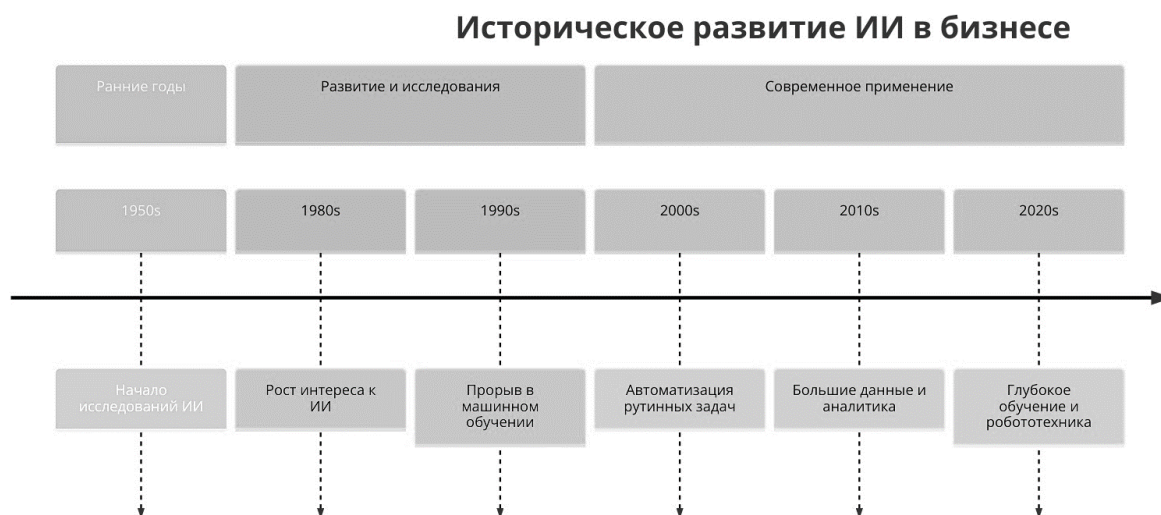 Историческое развитие ИИ в бизнесе
Ранние годы
Развитие и исследования
Современное применение
1950s
1980s
1990s
2000s
2010s
2020s
Начало
исследований ИИ
Рост интереса к
ИИ
Прорыв в
машинном
обучении
Автоматизация
рутинных задач
Большие данные и
аналитика
Глубокое
обучение и
робототехника